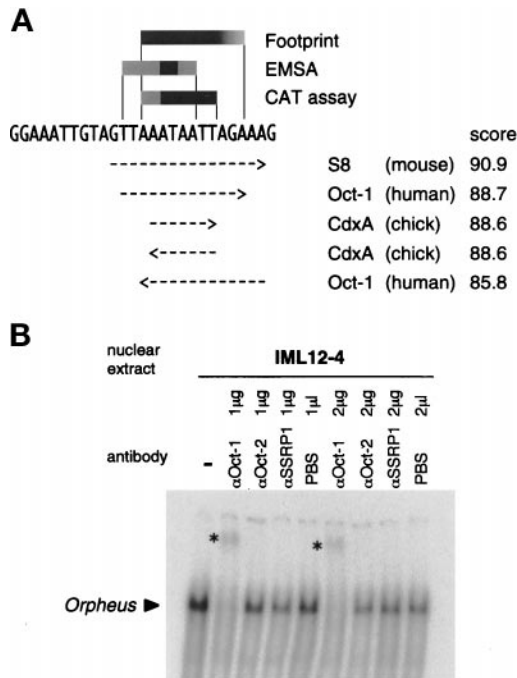 A
Footprint
EMSA
CAT assay
GGAAATTGTAGTTAAATAATTAGAAAG
score
S8 (mouse) 90.9
Oct-1 (human) 88.7
CdxA (chick) 88.6
CdxA (chick) 88.6
Oct-1 (human) 85.8
B
nuclear extract
IML12-4
1μg 1μg 1μg 1μl 2μg 2μg 2μg 2μl
antibody
- αOct-1 αOct-2 αSSRP1 PBS αOct-1 αOct-2 αSSRP1 PBS
* *
Orpheus